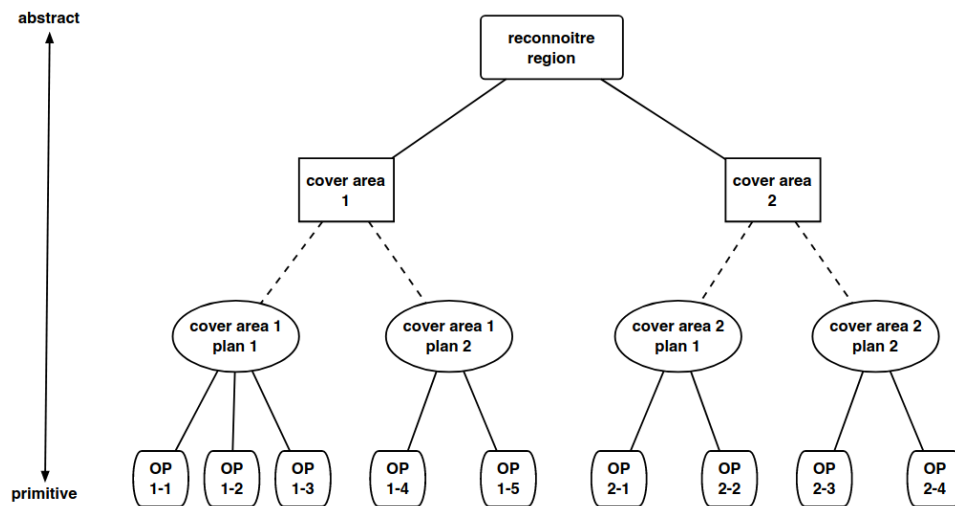 abstract
reconnoitre
region
cover area
1
cover area
2
cover area 1
plan 1
cover area 1
plan 2
cover area 2
plan 1
cover area 2
plan 2
OP
1-1
OP
1-2
OP
1-3
OP
1-4
OP
1-5
OP
2-1
OP
2-2
OP
2-3
OP
2-4
primitive